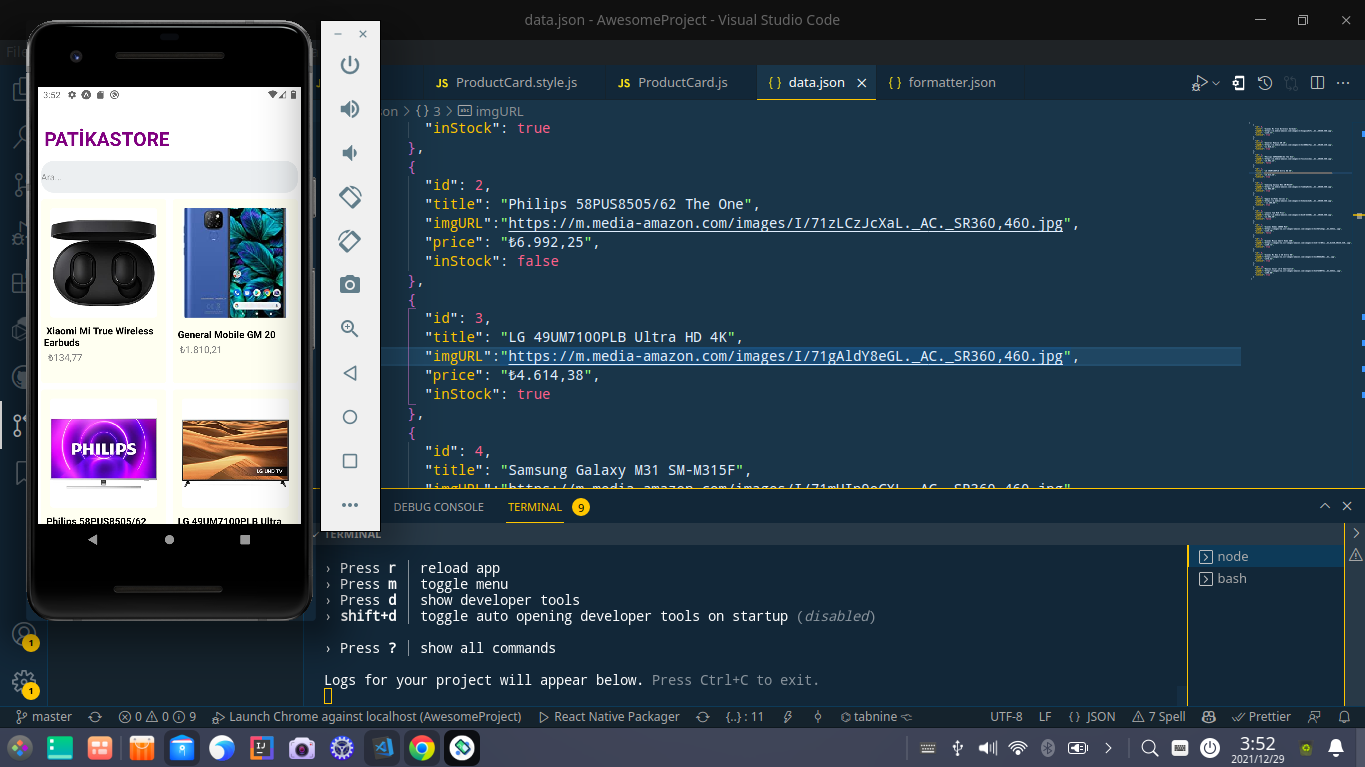 data.json - AwesomeProject - Visual Studio Code
File
JS ProductCard.style.js
JS ProductCard.js
{ } data.json
{ } formatter.json
on > { } 3 > abc imgURL
"inStock": true
},
{
"id": 2,
"title": "Philips 58PUS8505/62 The One",
"imgURL":"https://m.media-amazon.com/images/I/71zLCzJcXaL._AC._SR360,460.jpg",
"price": "₺6.992,25",
"inStock": false
},
{
"id": 3,
"title": "LG 49UM7100PLB Ultra HD 4K",
"imgURL":"https://m.media-amazon.com/images/I/71gAldY8eGL._AC._SR360,460.jpg",
"price": "₺4.614,38",
"inStock": true
},
{
"id": 4,
"title": "Samsung Galaxy M31 SM-M315F",
3:52
PATİKASTORE
Ara...
Xiaomi Mi True Wireless
Earbuds
₺134,77
General Mobile GM 20
₺1.810,21
PHILIPS
LG UHD TV
Philips 58PUS8505/62
LG 49UM7100PLB Ultra
DEBUG CONSOLE
TERMINAL
9
TERMINAL
› Press r │ reload app
› Press m │ toggle menu
› Press d │ show developer tools
› shift+d │ toggle auto opening developer tools on startup (disabled)
› Press ? │ show all commands
Logs for your project will appear below. Press Ctrl+C to exit.
node
bash
1
1
master
0 0 9
Launch Chrome against localhost (AwesomeProject)
React Native Packager
{..} : 11
tabnine
UTF-8
LF
{ } JSON
7 Spell
Prettier
3:52
2021/12/29